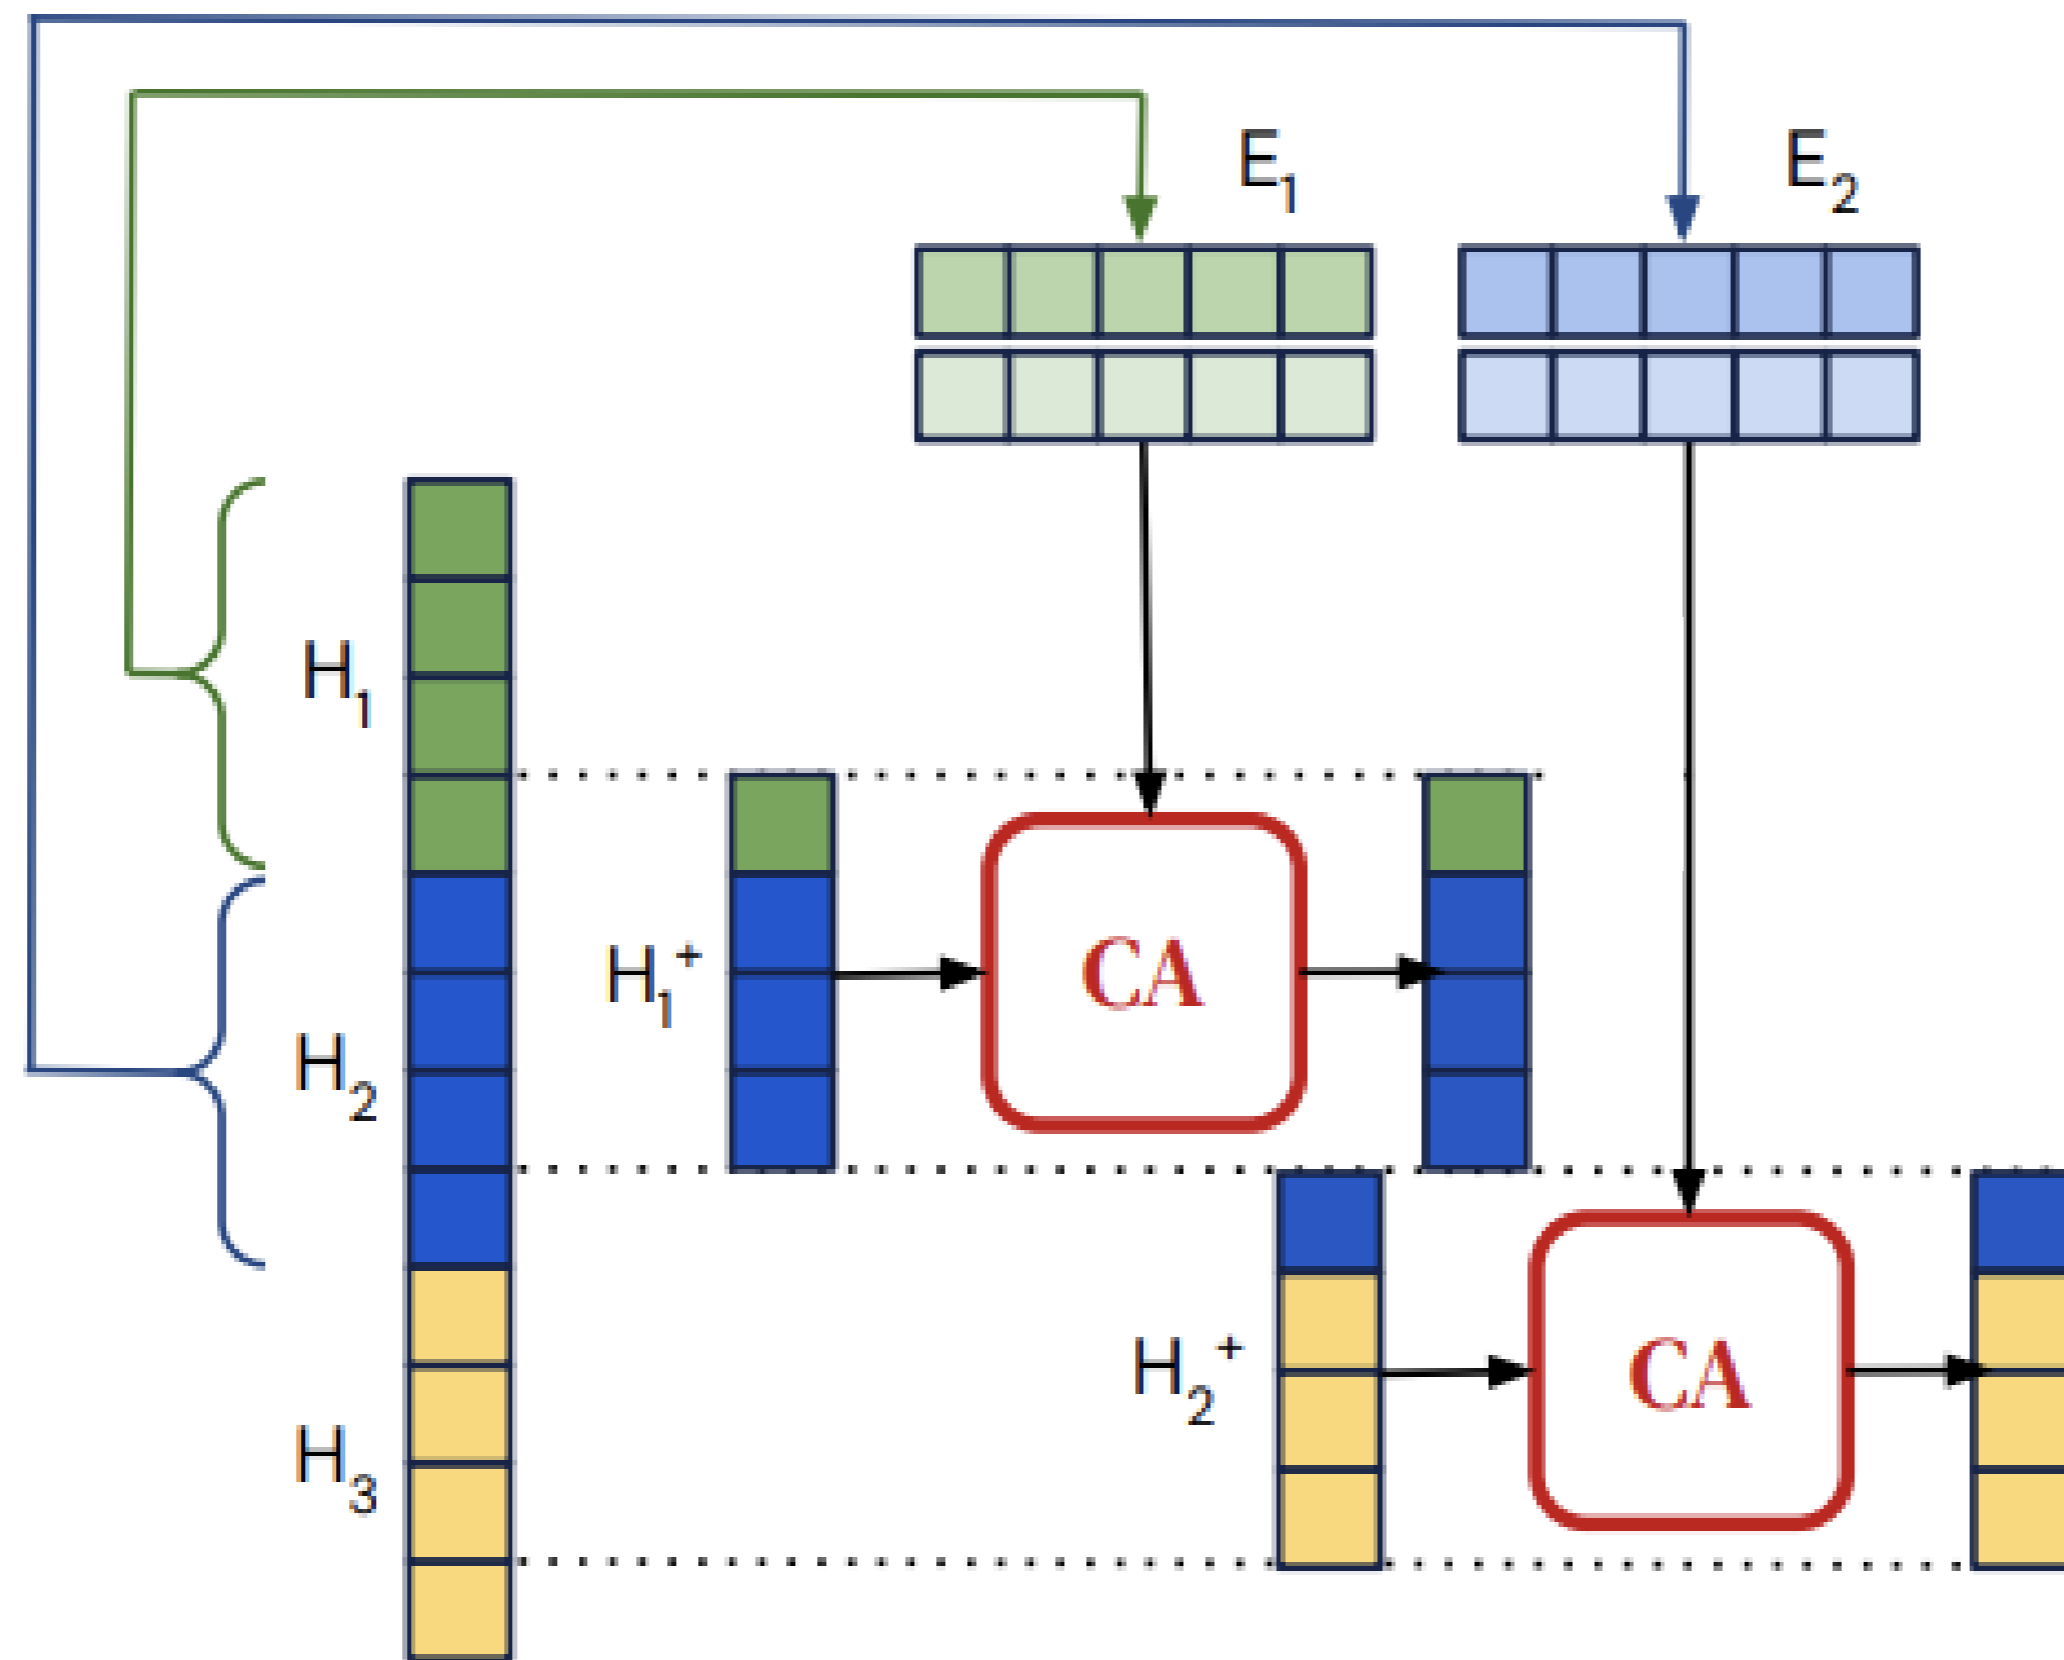 E₁
E₂
H₁
H₁⁺
CA
H₂
H₂⁺
CA
H₃